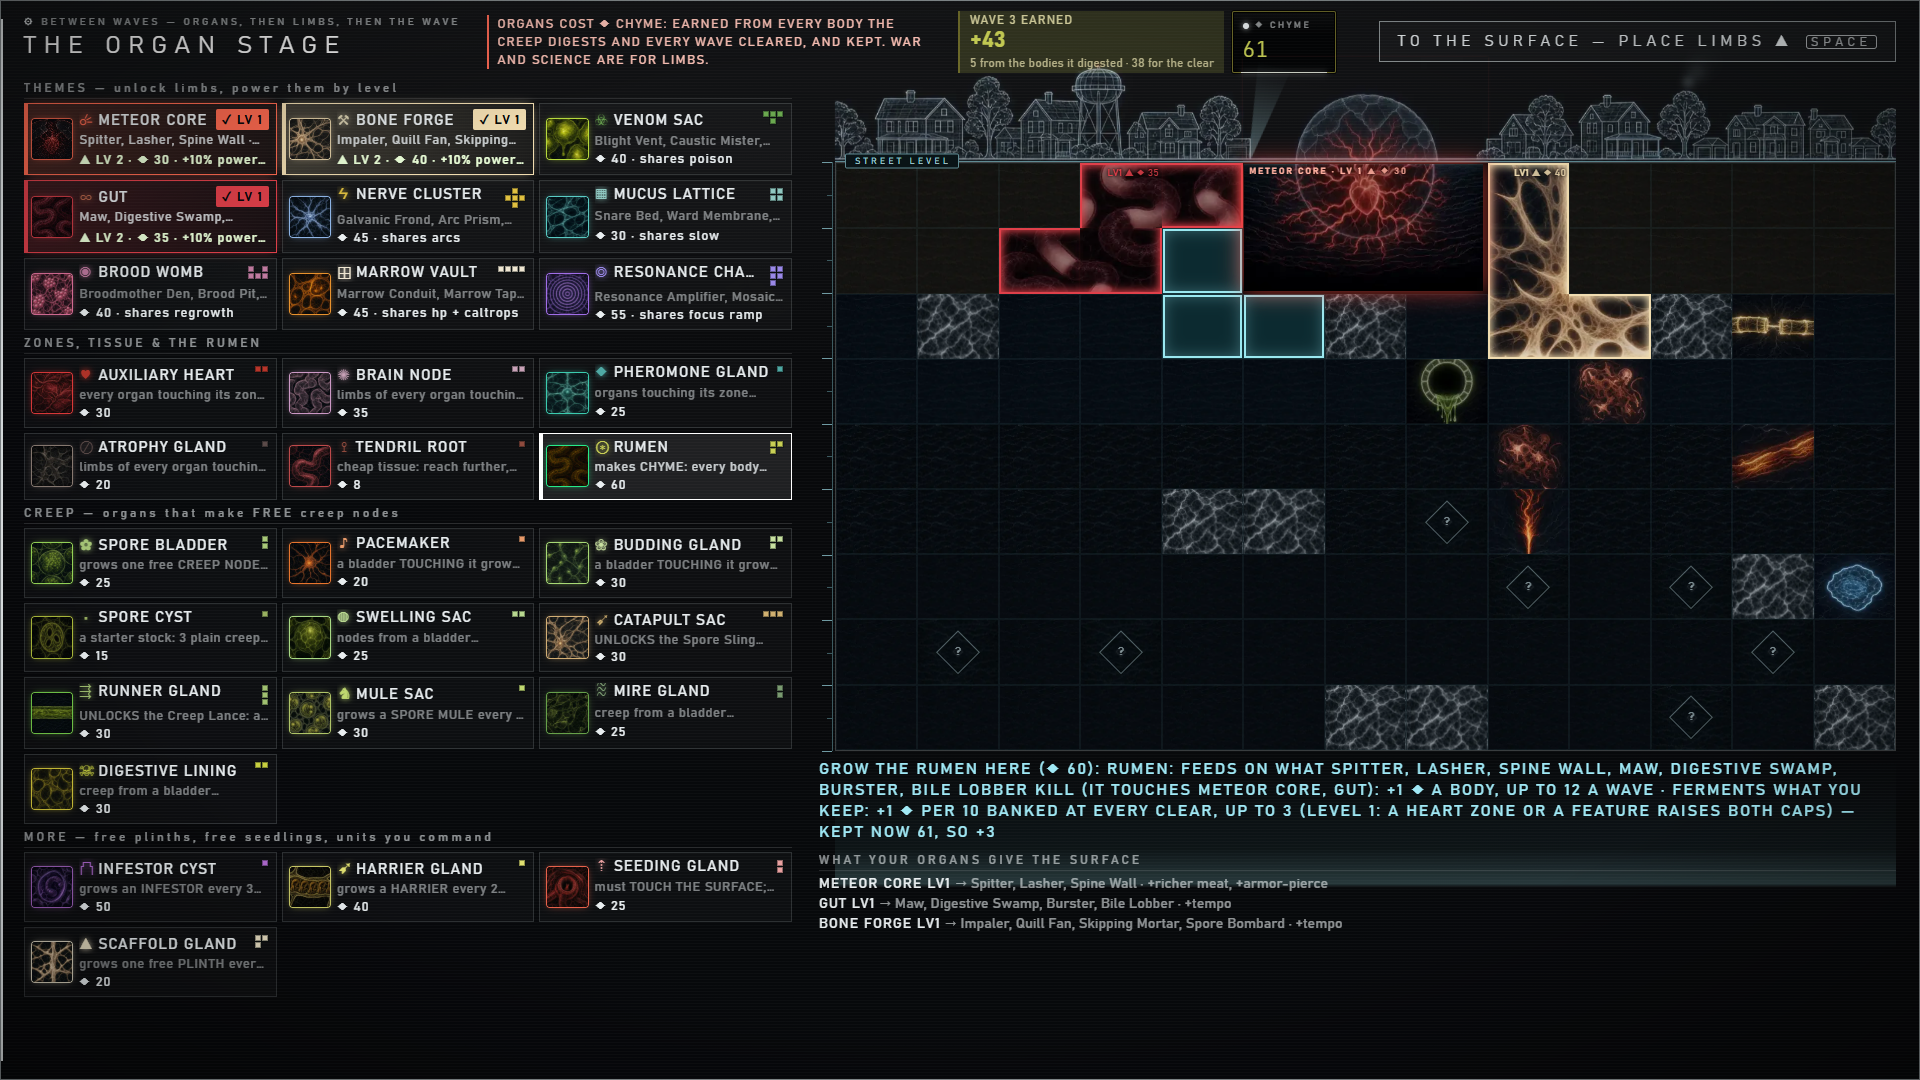 ⚙ BETWEEN WAVES — ORGANS, THEN LIMBS, THEN THE WAVE
THE ORGAN STAGE
ORGANS COST ◆ CHYME: EARNED FROM EVERY BODY THE
CREEP DIGESTS AND EVERY WAVE CLEARED, AND KEPT. WAR
AND SCIENCE ARE FOR LIMBS.
WAVE 3 EARNED
+43
5 from the bodies it digested · 38 for the clear
◆ CHYME
61
TO THE SURFACE — PLACE LIMBS ▲ SPACE
THEMES — unlock limbs, power them by level
METEOR CORE ✓ LV 1
Spitter, Lasher, Spine Wall ·…
▲ LV 2 · ◆ 30 · +10% power…
BONE FORGE ✓ LV 1
Impaler, Quill Fan, Skipping…
▲ LV 2 · ◆ 40 · +10% power…
VENOM SAC
Blight Vent, Caustic Mister,…
◆ 40 · shares poison
GUT ✓ LV 1
Maw, Digestive Swamp,…
▲ LV 2 · ◆ 35 · +10% power…
NERVE CLUSTER
Galvanic Frond, Arc Prism,…
◆ 45 · shares arcs
MUCUS LATTICE
Snare Bed, Ward Membrane,…
◆ 30 · shares slow
BROOD WOMB
Broodmother Den, Brood Pit,…
◆ 40 · shares regrowth
MARROW VAULT
Marrow Conduit, Marrow Tap…
◆ 45 · shares hp + caltrops
RESONANCE CHA…
Resonance Amplifier, Mosaic…
◆ 55 · shares focus ramp
ZONES, TISSUE & THE RUMEN
AUXILIARY HEART
every organ touching its zon…
◆ 30
BRAIN NODE
limbs of every organ touchin…
◆ 35
PHEROMONE GLAND
organs touching its zone…
◆ 25
ATROPHY GLAND
limbs of every organ touchin…
◆ 20
TENDRIL ROOT
cheap tissue: reach further,…
◆ 8
RUMEN
makes CHYME: every body…
◆ 60
CREEP — organs that make FREE creep nodes
SPORE BLADDER
grows one free CREEP NODE…
◆ 25
PACEMAKER
a bladder TOUCHING it grow…
◆ 20
BUDDING GLAND
a bladder TOUCHING it grow…
◆ 30
SPORE CYST
a starter stock: 3 plain creep…
◆ 15
SWELLING SAC
nodes from a bladder…
◆ 25
CATAPULT SAC
UNLOCKS the Spore Sling…
◆ 30
RUNNER GLAND
UNLOCKS the Creep Lance: a…
◆ 30
MULE SAC
grows a SPORE MULE every …
◆ 30
MIRE GLAND
creep from a bladder…
◆ 25
DIGESTIVE LINING
creep from a bladder…
◆ 30
MORE — free plinths, free seedlings, units you command
INFESTOR CYST
grows an INFESTOR every 3…
◆ 50
HARRIER GLAND
grows a HARRIER every 2…
◆ 40
SEEDING GLAND
must TOUCH THE SURFACE;…
◆ 25
SCAFFOLD GLAND
grows one free PLINTH ever…
◆ 20
STREET LEVEL
LV1 ▲ ◆ 35
METEOR CORE · LV 1 ▲ ◆ 30
LV1 ▲ ◆ 40
?
?
?
?
?
?
?
GROW THE RUMEN HERE (◆ 60): RUMEN: FEEDS ON WHAT SPITTER, LASHER, SPINE WALL, MAW, DIGESTIVE SWAMP,
BURSTER, BILE LOBBER KILL (IT TOUCHES METEOR CORE, GUT): +1 ◆ A BODY, UP TO 12 A WAVE · FERMENTS WHAT YOU
KEEP: +1 ◆ PER 10 BANKED AT EVERY CLEAR, UP TO 3 (LEVEL 1: A HEART ZONE OR A FEATURE RAISES BOTH CAPS) —
KEPT NOW 61, SO +3
WHAT YOUR ORGANS GIVE THE SURFACE
METEOR CORE LV1 → Spitter, Lasher, Spine Wall · +richer meat, +armor-pierce
GUT LV1 → Maw, Digestive Swamp, Burster, Bile Lobber · +tempo
BONE FORGE LV1 → Impaler, Quill Fan, Skipping Mortar, Spore Bombard · +tempo